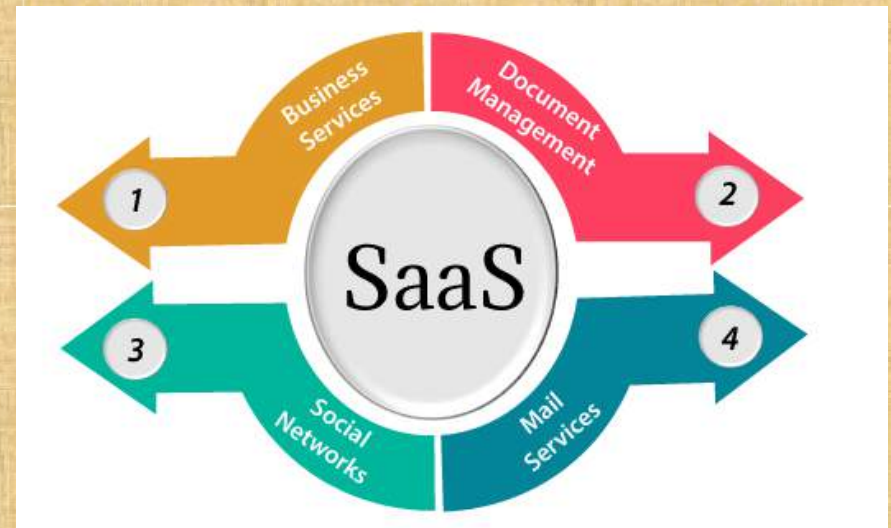 Business
Services
1
Document
Management
2
SaaS
3
Social
Networks
4
Mail
Services